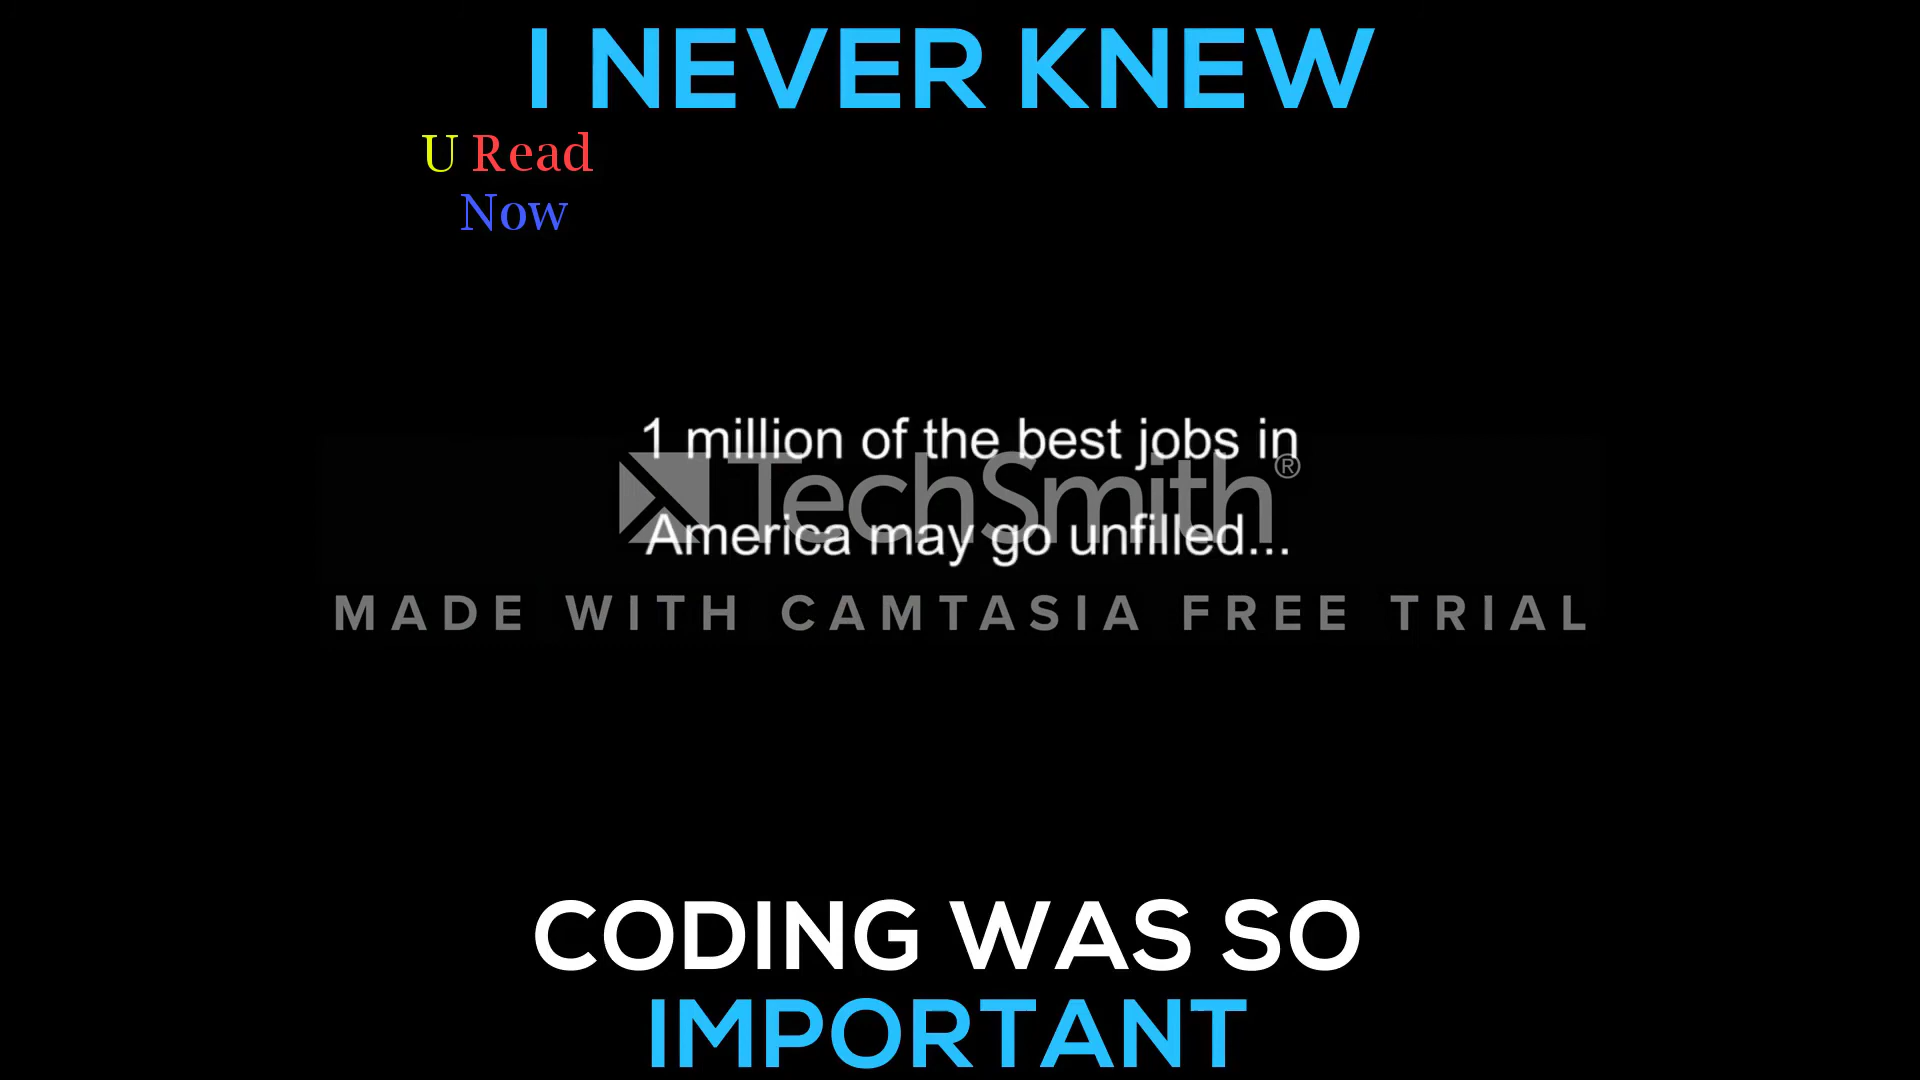 I NEVER KNEW
U Read
Now
1 million of the best jobs in
TechSmith®
America may go unfilled...
MADE WITH CAMTASIA FREE TRIAL
CODING WAS SO
IMPORTANT